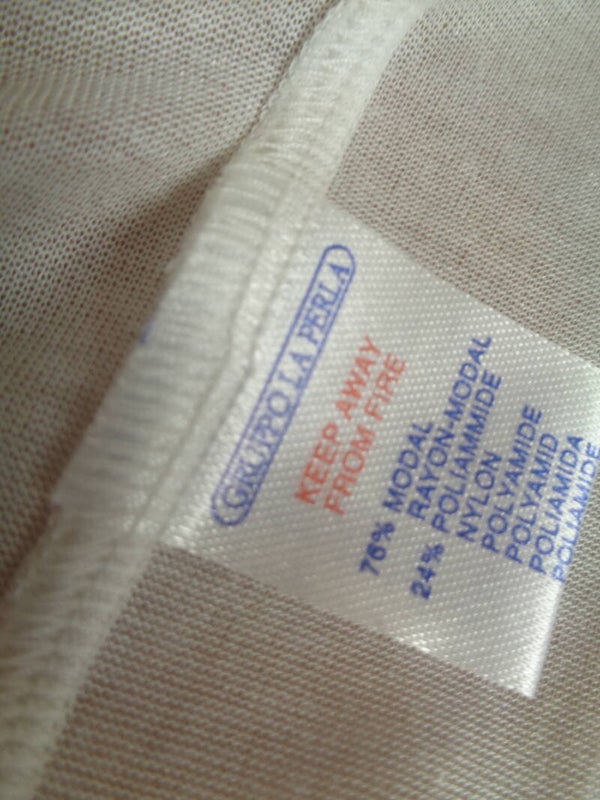 GRUPPO LA PERLA
KEEP AWAY
FROM FIRE
76% MODAL
RAYON-MODAL
24% POLIAMMIDE
NYLON
POLYAMIDE
POLYAMID
POLIAMIDA
POLIAMIDE